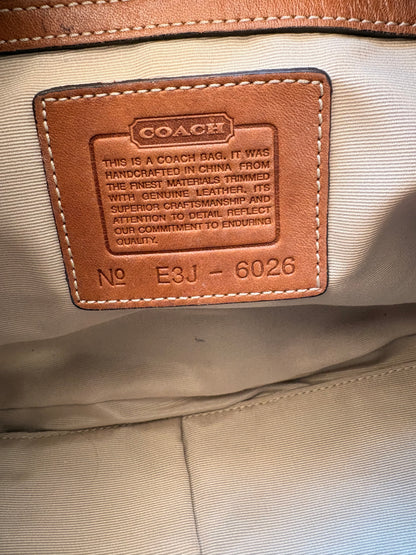 COACH
THIS IS A COACH BAG. IT WAS
HANDCRAFTED IN CHINA FROM
THE FINEST MATERIALS TRIMMED
WITH GENUINE LEATHER. ITS
SUPERIOR CRAFTSMANSHIP AND
ATTENTION TO DETAIL REFLECT
OUR COMMITMENT TO ENDURING
QUALITY.
Nº E3J - 6026